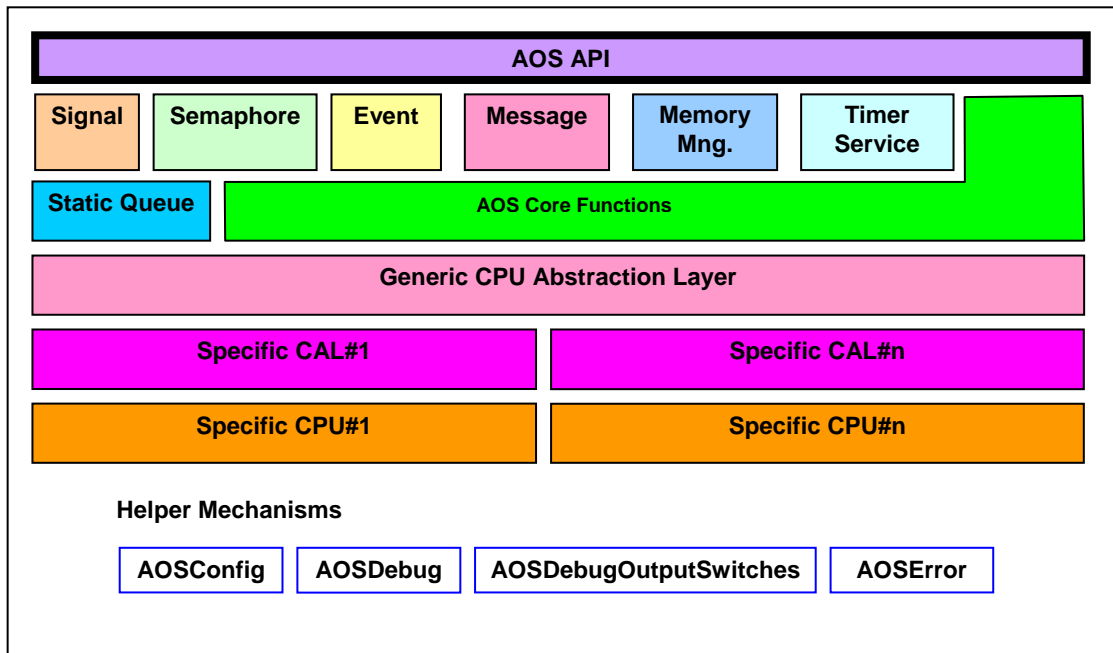 AOS API
Signal
Semaphore
Event
Message
Memory
Mng.
Timer
Service
Static Queue
AOS Core Functions
Generic CPU Abstraction Layer
Specific CAL#1
Specific CAL#n
Specific CPU#1
Specific CPU#n
Helper Mechanisms
AOSConfig
AOSDebug
AOSDebugOutputSwitches
AOSError